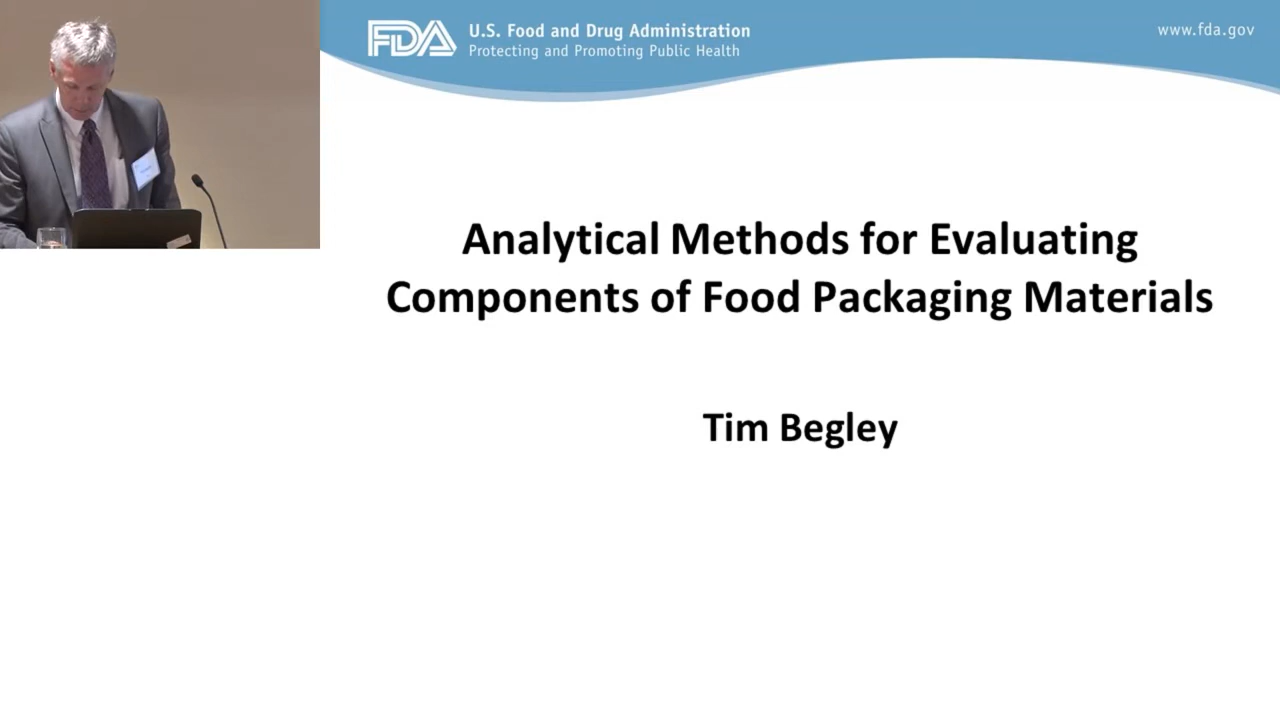 FDA
U.S. Food and Drug Administration
Protecting and Promoting Public Health
www.fda.gov
Analytical Methods for Evaluating
Components of Food Packaging Materials
Tim Begley